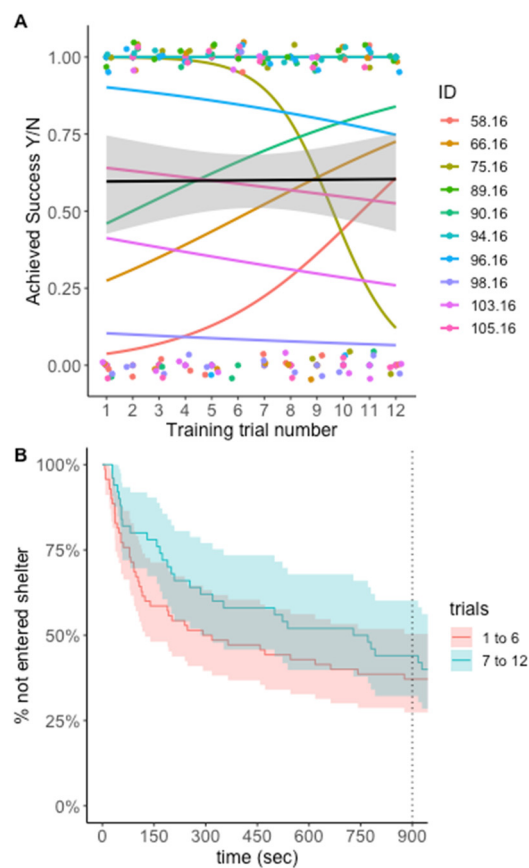 A
1.00
0.75
0.50
0.25
0.00
Achieved Success Y/N
1 2 3 4 5 6 7 8 9 10 11 12
Training trial number
ID
58.16
66.16
75.16
89.16
90.16
94.16
96.16
98.16
103.16
105.16
B
100%
75%
50%
25%
0%
% not entered shelter
0 150 300 450 600 750 900
time (sec)
trials
1 to 6
7 to 12